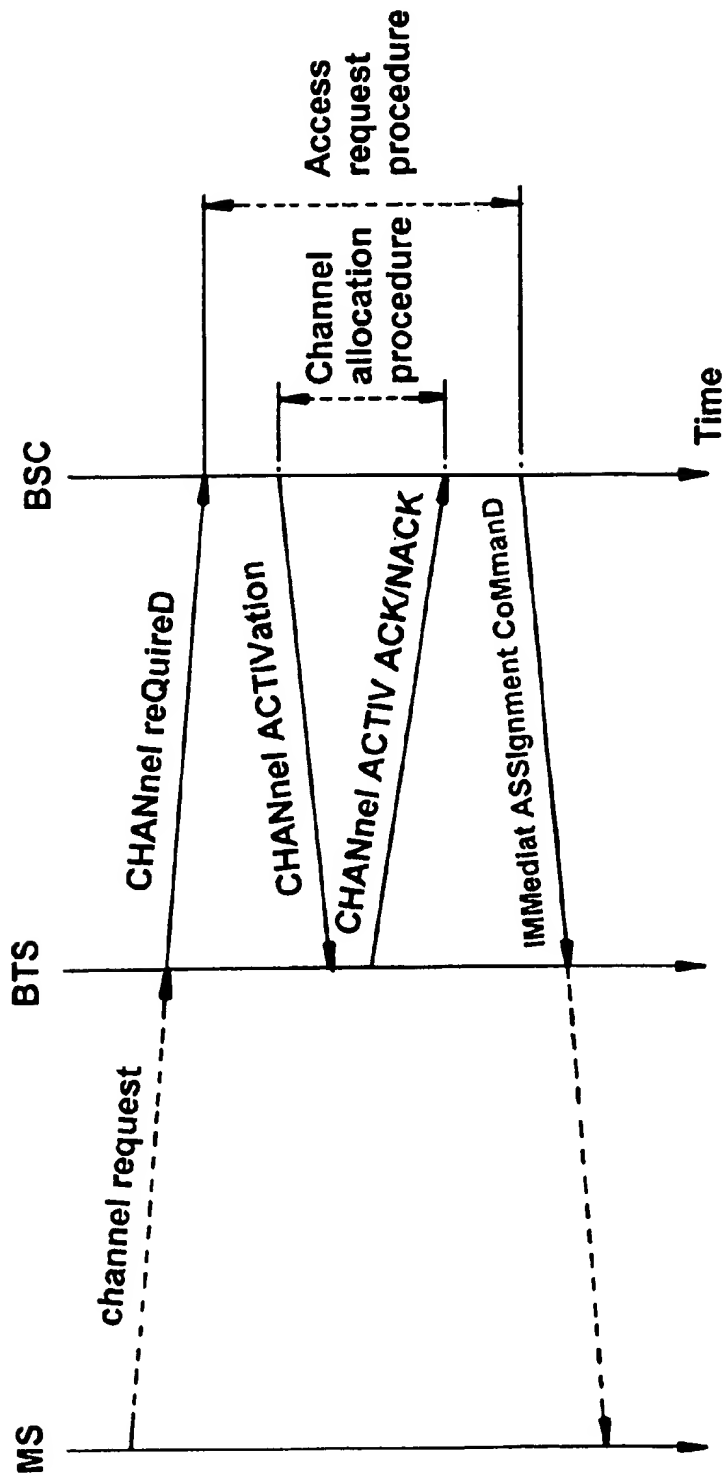 MS
BTS
BSC
channel request
CHANnel reQuireD
CHANnel ACTIVation
CHANnel ACTIV ACK/NACK
IMMediat ASSIgnment CoMmanD
Channel
allocation
procedure
Access
request
procedure
Time